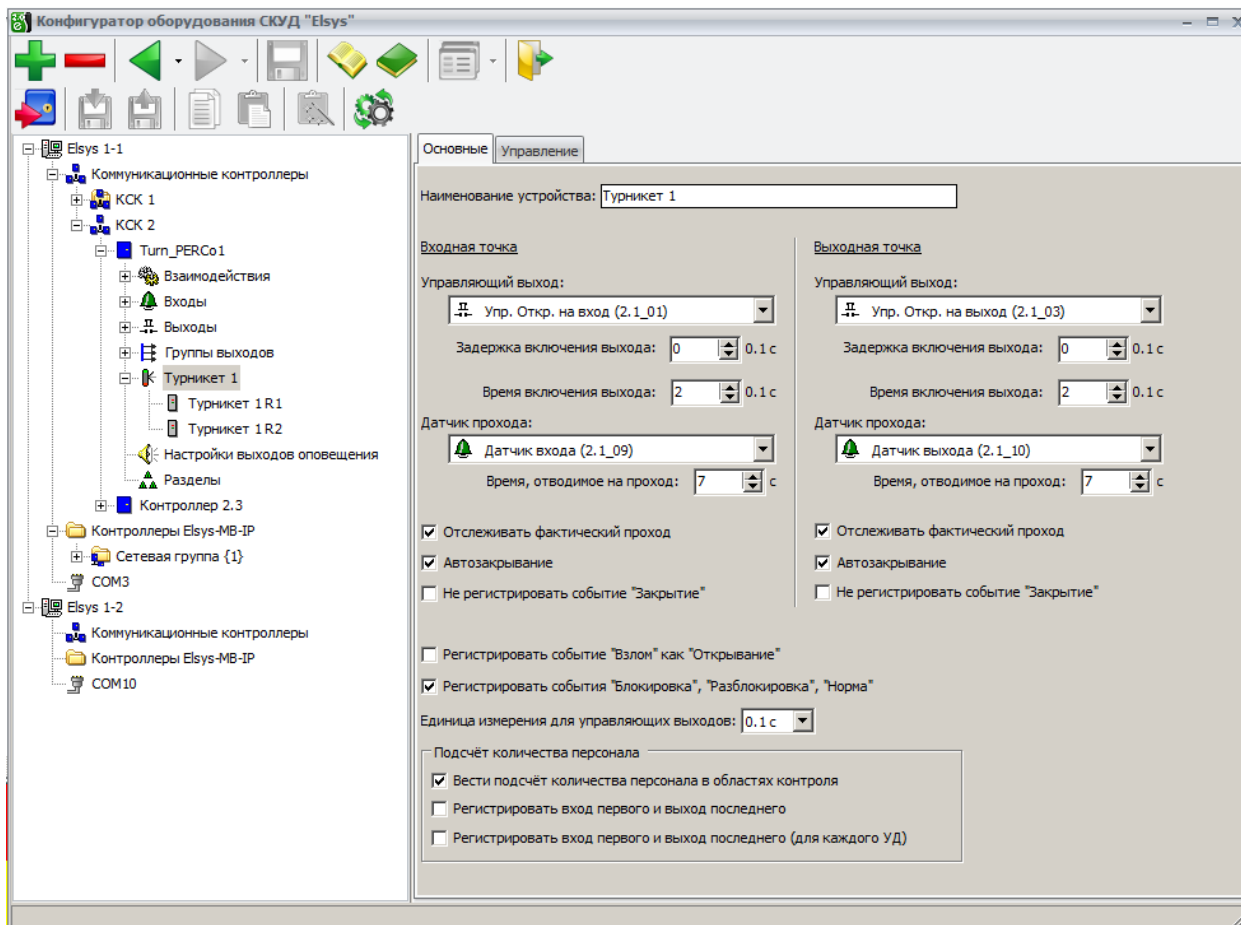 Конфигуратор оборудования СКУД "Elsys"
Elsys 1-1
Коммуникационные контроллеры
КСК 1
КСК 2
Turn_PERCo1
Взаимодействия
Входы
Выходы
Группы выходов
Турникет 1
Турникет 1R1
Турникет 1R2
Настройки выходов оповещения
Разделы
Контроллер 2.3
Контроллеры Elsys-MB-IP
Сетевая группа {1}
COM3
Elsys 1-2
Коммуникационные контроллеры
Контроллеры Elsys-MB-IP
COM10
Основные Управление
Наименование устройства: Турникет 1
Входная точка
Управляющий выход:
Упр. Откр. на вход (2.1_01)
Задержка включения выхода: 0 0.1 с
Время включения выхода: 2 0.1 с
Датчик прохода:
Датчик входа (2.1_09)
Время, отводимое на проход: 7 с
Отслеживать фактический проход
Автозакрывание
Не регистрировать событие "Закрытие"
Выходная точка
Управляющий выход:
Упр. Откр. на выход (2.1_03)
Задержка включения выхода: 0 0.1 с
Время включения выхода: 2 0.1 с
Датчик прохода:
Датчик выхода (2.1_10)
Время, отводимое на проход: 7 с
Отслеживать фактический проход
Автозакрывание
Не регистрировать событие "Закрытие"
Регистрировать событие "Взлом" как "Открывание"
Регистрировать события "Блокировка", "Разблокировка", "Норма"
Единица измерения для управляющих выходов: 0.1 с
Подсчёт количества персонала
Вести подсчёт количества персонала в областях контроля
Регистрировать вход первого и выход последнего
Регистрировать вход первого и выход последнего (для каждого УД)